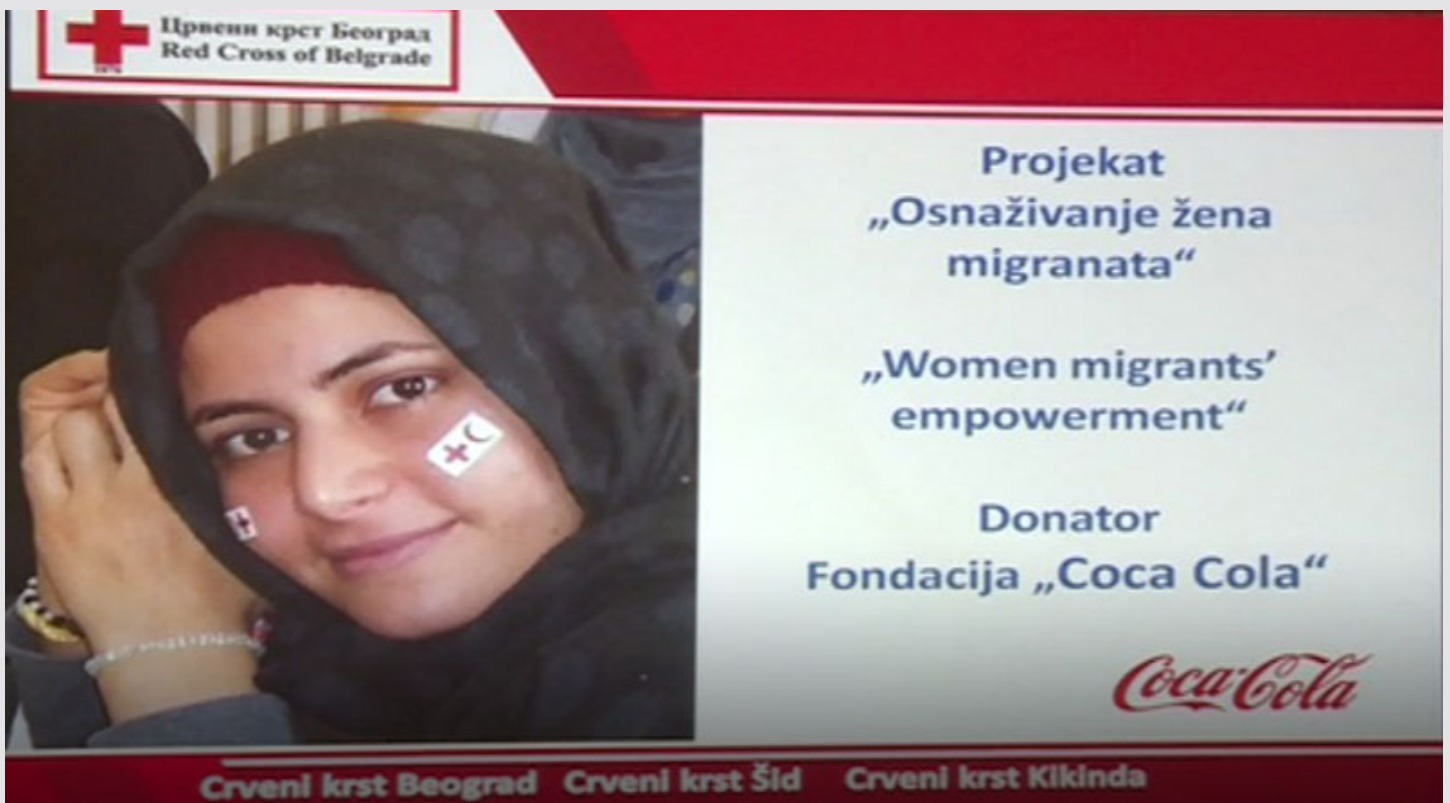 Црвени крст Београд
Red Cross of Belgrade
1876
Projekat
„Osnaživanje žena
migranata“
„Women migrants’
empowerment“
Donator
Fondacija „Coca Cola“
Coca-Cola
Crveni krst Beograd Crveni krst Šid Crveni krst Kikinda